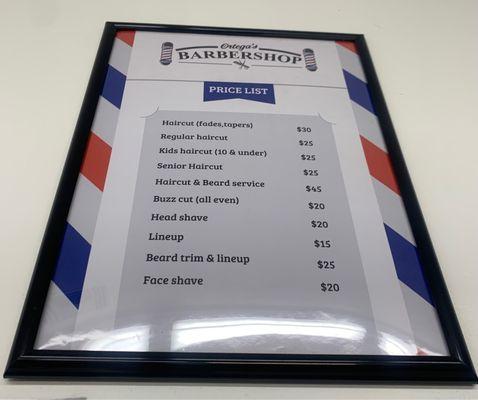 Ortega's
BARBERSHOP
PRICE LIST
Haircut (fades,tapers) $30
Regular haircut $25
Kids haircut (10 & under) $25
Senior Haircut $25
Haircut & Beard service $45
Buzz cut (all even) $20
Head shave $20
Lineup $15
Beard trim & lineup $25
Face shave $20